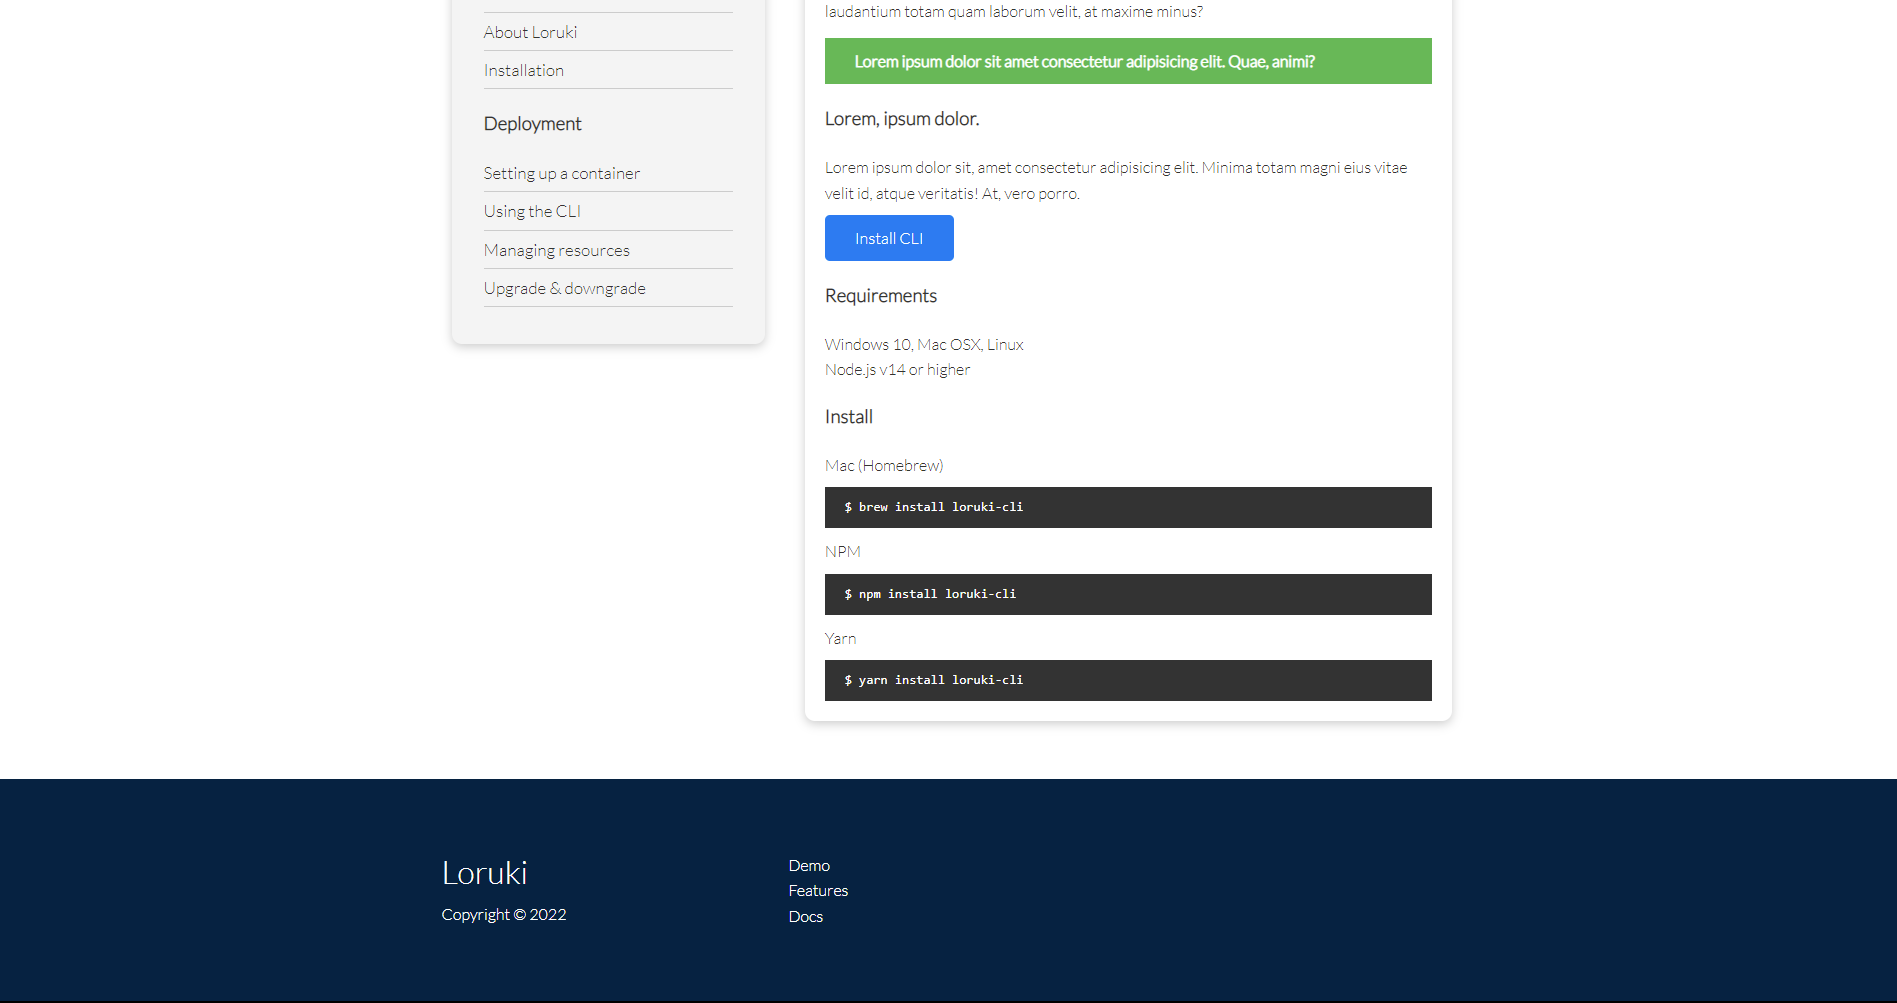 About Loruki
Installation
Deployment
Setting up a container
Using the CLI
Managing resources
Upgrade & downgrade
laudantium totam quam laborum velit, at maxime minus?
Lorem ipsum dolor sit amet consectetur adipisicing elit. Quae, animi?
Lorem, ipsum dolor.
Lorem ipsum dolor sit, amet consectetur adipisicing elit. Minima totam magni eius vitae
velit id, atque veritatis! At, vero porro.
Install CLI
Requirements
Windows 10, Mac OSX, Linux
Node.js v14 or higher
Install
Mac (Homebrew)
$ brew install loruki-cli
NPM
$ npm install loruki-cli
Yarn
$ yarn install loruki-cli
Loruki
Copyright © 2022
Demo
Features
Docs